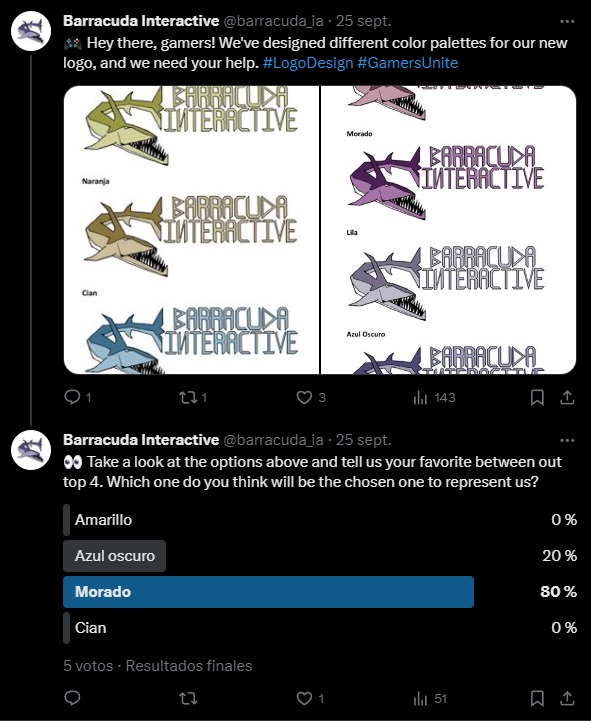 Barracuda Interactive @barracuda_ia · 25 sept.
🎮 Hey there, gamers! We've designed different color palettes for our new
logo, and we need your help. #LogoDesign #GamersUnite
BARRACUDA
INTERACTIVE
Naranja
BARRACUDA
INTERACTIVE
Cian
BARRACUDA
INTERACTIVE
INTERACTIVE
Morado
BARRACUDA
INTERACTIVE
Lila
BARRACUDA
INTERACTIVE
Azul Oscuro
BARRACUDA
INTERACTIVE
1 1 3 143
Barracuda Interactive @barracuda_ia · 25 sept.
👀 Take a look at the options above and tell us your favorite between out
top 4. Which one do you think will be the chosen one to represent us?
Amarillo 0 %
Azul oscuro 20 %
Morado 80 %
Cian 0 %
5 votos · Resultados finales
1 51